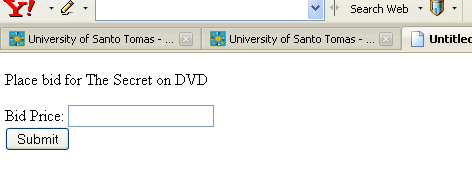 Y!
Search Web
University of Santo Tomas - ...
University of Santo Tomas - ...
Untitled
Place bid for The Secret on DVD
Bid Price:
Submit